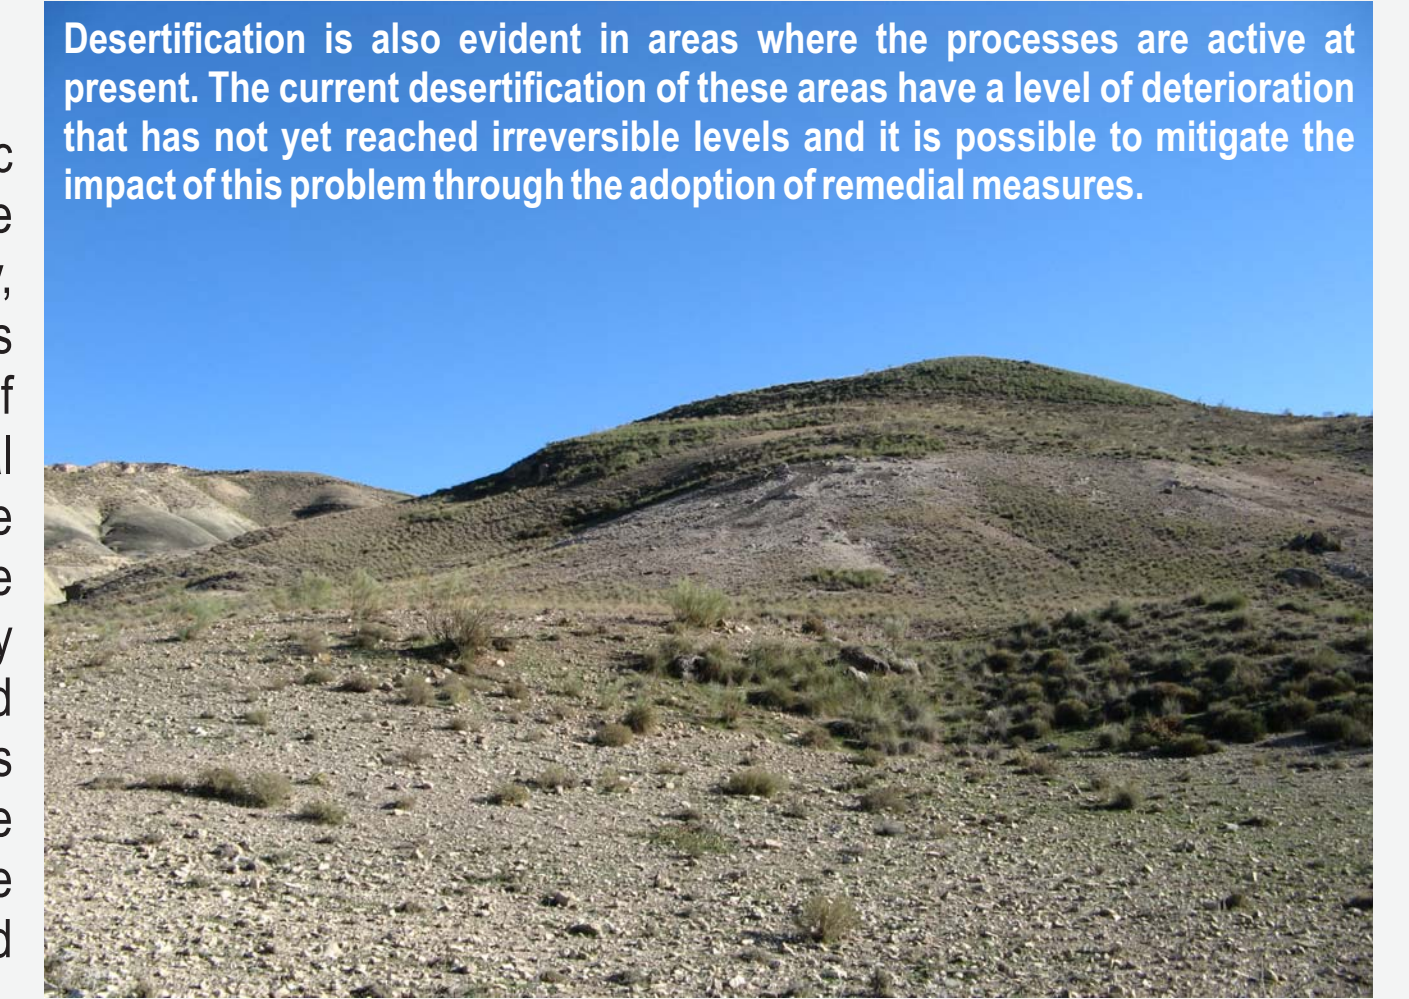 Desertification is also evident in areas where the processes are active at
present. The current desertification of these areas have a level of deterioration
that has not yet reached irreversible levels and it is possible to mitigate the
impact of this problem through the adoption of remedial measures.